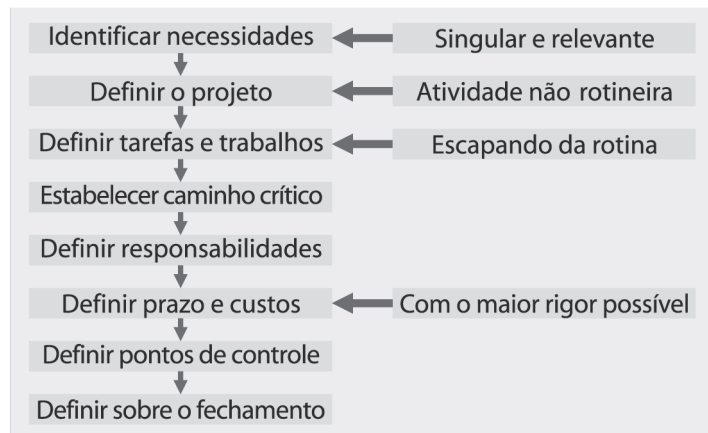 Identificar necessidades
Singular e relevante
Definir o projeto
Atividade não rotineira
Definir tarefas e trabalhos
Escapando da rotina
Estabelecer caminho crítico
Definir responsabilidades
Definir prazo e custos
Com o maior rigor possível
Definir pontos de controle
Definir sobre o fechamento